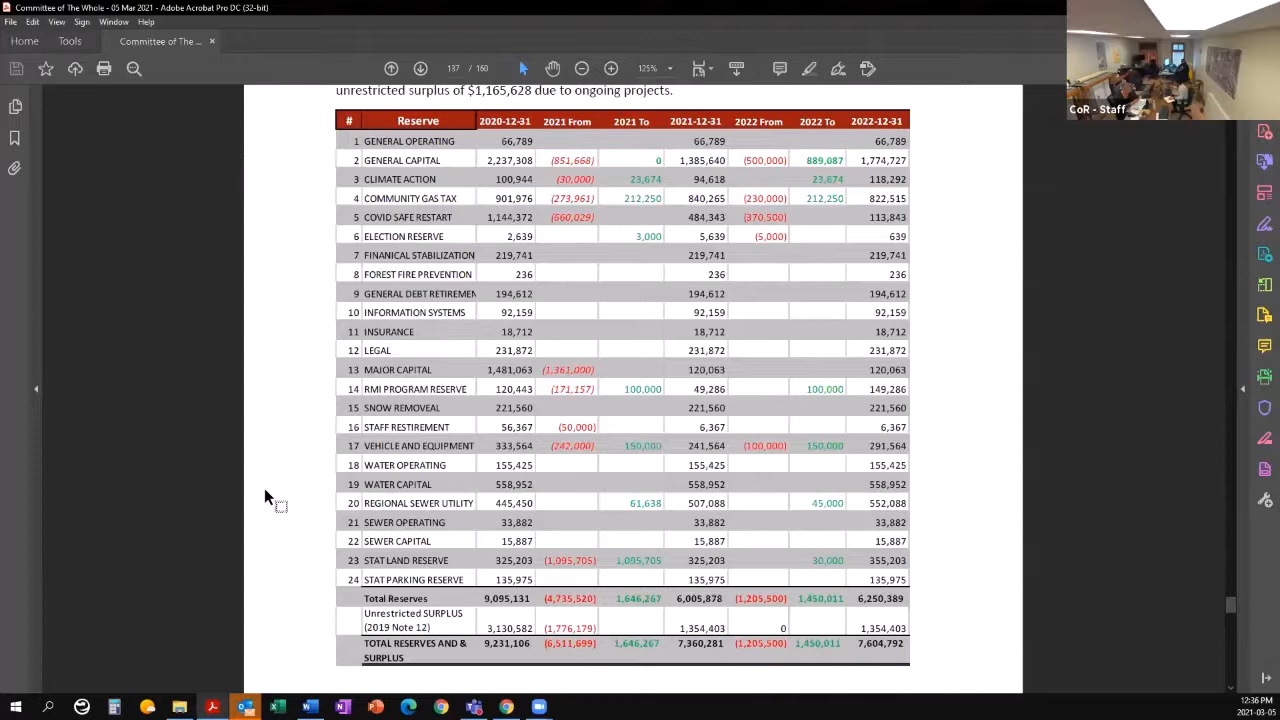 Committee of The Whole - 05 Mar 2021 - Adobe Acrobat Pro DC (32-bit)
File Edit View Sign Window Help
Home Tools Committee of The ... ×
137 / 160 125%
CoR - Staff
unrestricted surplus of $1,165,628 due to ongoing projects.
# Reserve 2020-12-31 2021 From 2021 To 2021-12-31 2022 From 2022 To 2022-12-31
1 GENERAL OPERATING 66,789 66,789 66,789
2 GENERAL CAPITAL 2,237,308 (851,668) 0 1,385,640 (500,000) 889,087 1,774,727
3 CLIMATE ACTION 100,944 (30,000) 23,674 94,618 23,674 118,292
4 COMMUNITY GAS TAX 901,976 (273,961) 212,250 840,265 (230,000) 212,250 822,515
5 COVID SAFE RESTART 1,144,372 (660,029) 484,343 (370,500) 113,843
6 ELECTION RESERVE 2,639 3,000 5,639 (5,000) 639
7 FINANICAL STABILIZATION 219,741 219,741 219,741
8 FOREST FIRE PREVENTION 236 236 236
9 GENERAL DEBT RETIREMEN 194,612 194,612 194,612
10 INFORMATION SYSTEMS 92,159 92,159 92,159
11 INSURANCE 18,712 18,712 18,712
12 LEGAL 231,872 231,872 231,872
13 MAJOR CAPITAL 1,481,063 (1,361,000) 120,063 120,063
14 RMI PROGRAM RESERVE 120,443 (171,157) 100,000 49,286 100,000 149,286
15 SNOW REMOVEAL 221,560 221,560 221,560
16 STAFF RESTIREMENT 56,367 (50,000) 6,367 6,367
17 VEHICLE AND EQUIPMENT 333,564 (242,000) 150,000 241,564 (100,000) 150,000 291,564
18 WATER OPERATING 155,425 155,425 155,425
19 WATER CAPITAL 558,952 558,952 558,952
20 REGIONAL SEWER UTILITY 445,450 61,638 507,088 45,000 552,088
21 SEWER OPERATING 33,882 33,882 33,882
22 SEWER CAPITAL 15,887 15,887 15,887
23 STAT LAND RESERVE 325,203 (1,095,705) 1,095,705 325,203 30,000 355,203
24 STAT PARKING RESERVE 135,975 135,975 135,975
Total Reserves 9,095,131 (4,735,520) 1,646,267 6,005,878 (1,205,500) 1,450,011 6,250,389
Unrestricted SURPLUS
(2019 Note 12) 3,130,582 (1,776,179) 1,354,403 0 1,354,403
TOTAL RESERVES AND & 9,231,106 (6,511,699) 1,646,267 7,360,281 (1,205,500) 1,450,011 7,604,792
SURPLUS
12:36 PM
2021-03-05